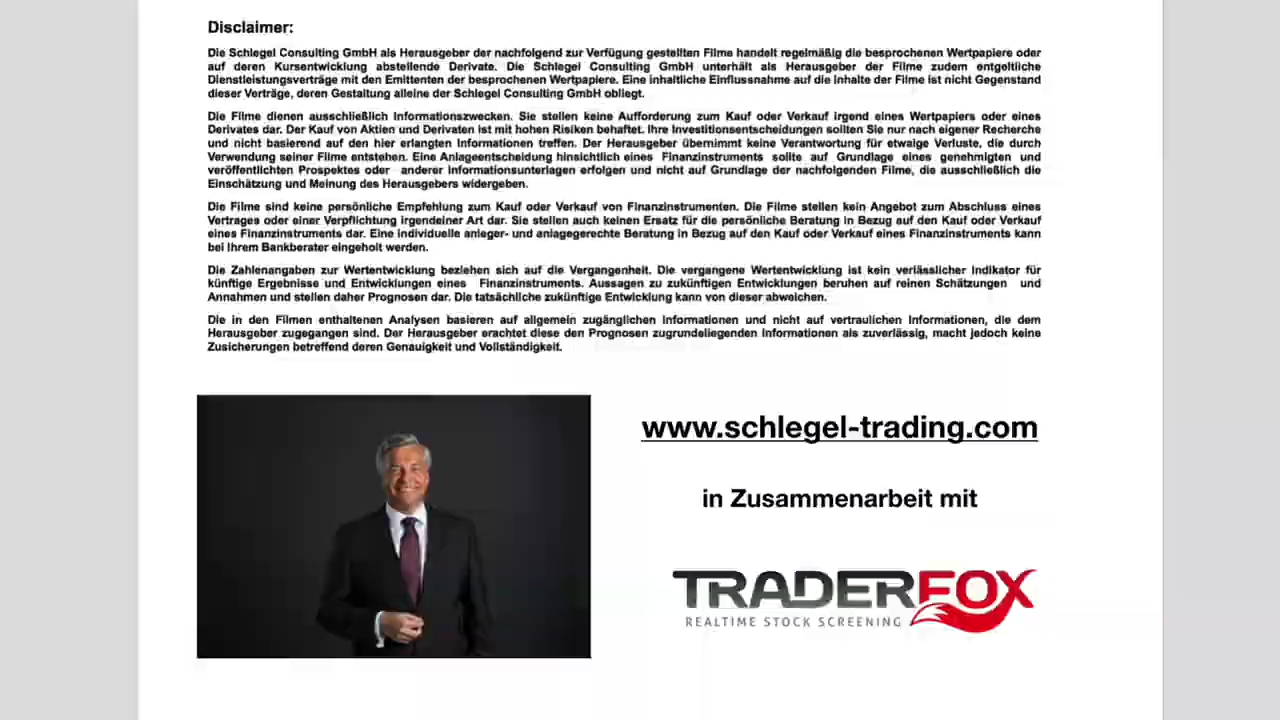 Disclaimer:
Die Schlegel Consulting GmbH als Herausgeber der nachfolgend zur Verfügung gestellten Filme handelt regelmäßig die besprochenen Wertpapiere oder
auf deren Kursentwicklung abstellende Derivate. Die Schlegel Consulting GmbH unterhält als Herausgeber der Filme zudem entgeltliche
Dienstleistungsverträge mit den Emittenten der besprochenen Wertpapiere. Eine inhaltliche Einflussnahme auf die Inhalte der Filme ist nicht Gegenstand
dieser Verträge, deren Gestaltung alleine der Schlegel Consulting GmbH obliegt.
Die Filme dienen ausschließlich Informationszwecken. Sie stellen keine Aufforderung zum Kauf oder Verkauf irgend eines Wertpapiers oder eines
Derivates dar. Der Kauf von Aktien und Derivaten ist mit hohen Risiken behaftet. Ihre Investitionsentscheidungen sollten Sie nur nach eigener Recherche
und nicht basierend auf den hier erlangten Informationen treffen. Der Herausgeber übernimmt keine Verantwortung für etwaige Verluste, die durch
Verwendung seiner Filme entstehen. Eine Anlageentscheidung hinsichtlich eines Finanzinstruments sollte auf Grundlage eines genehmigten und
veröffentlichten Prospektes oder anderer Informationsunterlagen erfolgen und nicht auf Grundlage der nachfolgenden Filme, die ausschließlich die
Einschätzung und Meinung des Herausgebers widergeben.
Die Filme sind keine persönliche Empfehlung zum Kauf oder Verkauf von Finanzinstrumenten. Die Filme stellen kein Angebot zum Abschluss eines
Vertrages oder einer Verpflichtung irgendeiner Art dar. Sie stellen auch keinen Ersatz für die persönliche Beratung in Bezug auf den Kauf oder Verkauf
eines Finanzinstruments dar. Eine individuelle anleger- und anlagegerechte Beratung in Bezug auf den Kauf oder Verkauf eines Finanzinstruments kann
bei Ihrem Bankberater eingeholt werden.
Die Zahlenangaben zur Wertentwicklung beziehen sich auf die Vergangenheit. Die vergangene Wertentwicklung ist kein verlässlicher Indikator für
künftige Ergebnisse und Entwicklungen eines Finanzinstruments. Aussagen zu zukünftigen Entwicklungen beruhen auf reinen Schätzungen und
Annahmen und stellen daher Prognosen dar. Die tatsächliche zukünftige Entwicklung kann von dieser abweichen.
Die in den Filmen enthaltenen Analysen basieren auf allgemein zugänglichen Informationen und nicht auf vertraulichen Informationen, die dem
Herausgeber zugegangen sind. Der Herausgeber erachtet diese den Prognosen zugrundeliegenden Informationen als zuverlässig, macht jedoch keine
Zusicherungen betreffend deren Genauigkeit und Vollständigkeit.
www.schlegel-trading.com
in Zusammenarbeit mit
TRADERFOX
REALTIME STOCK SCREENING